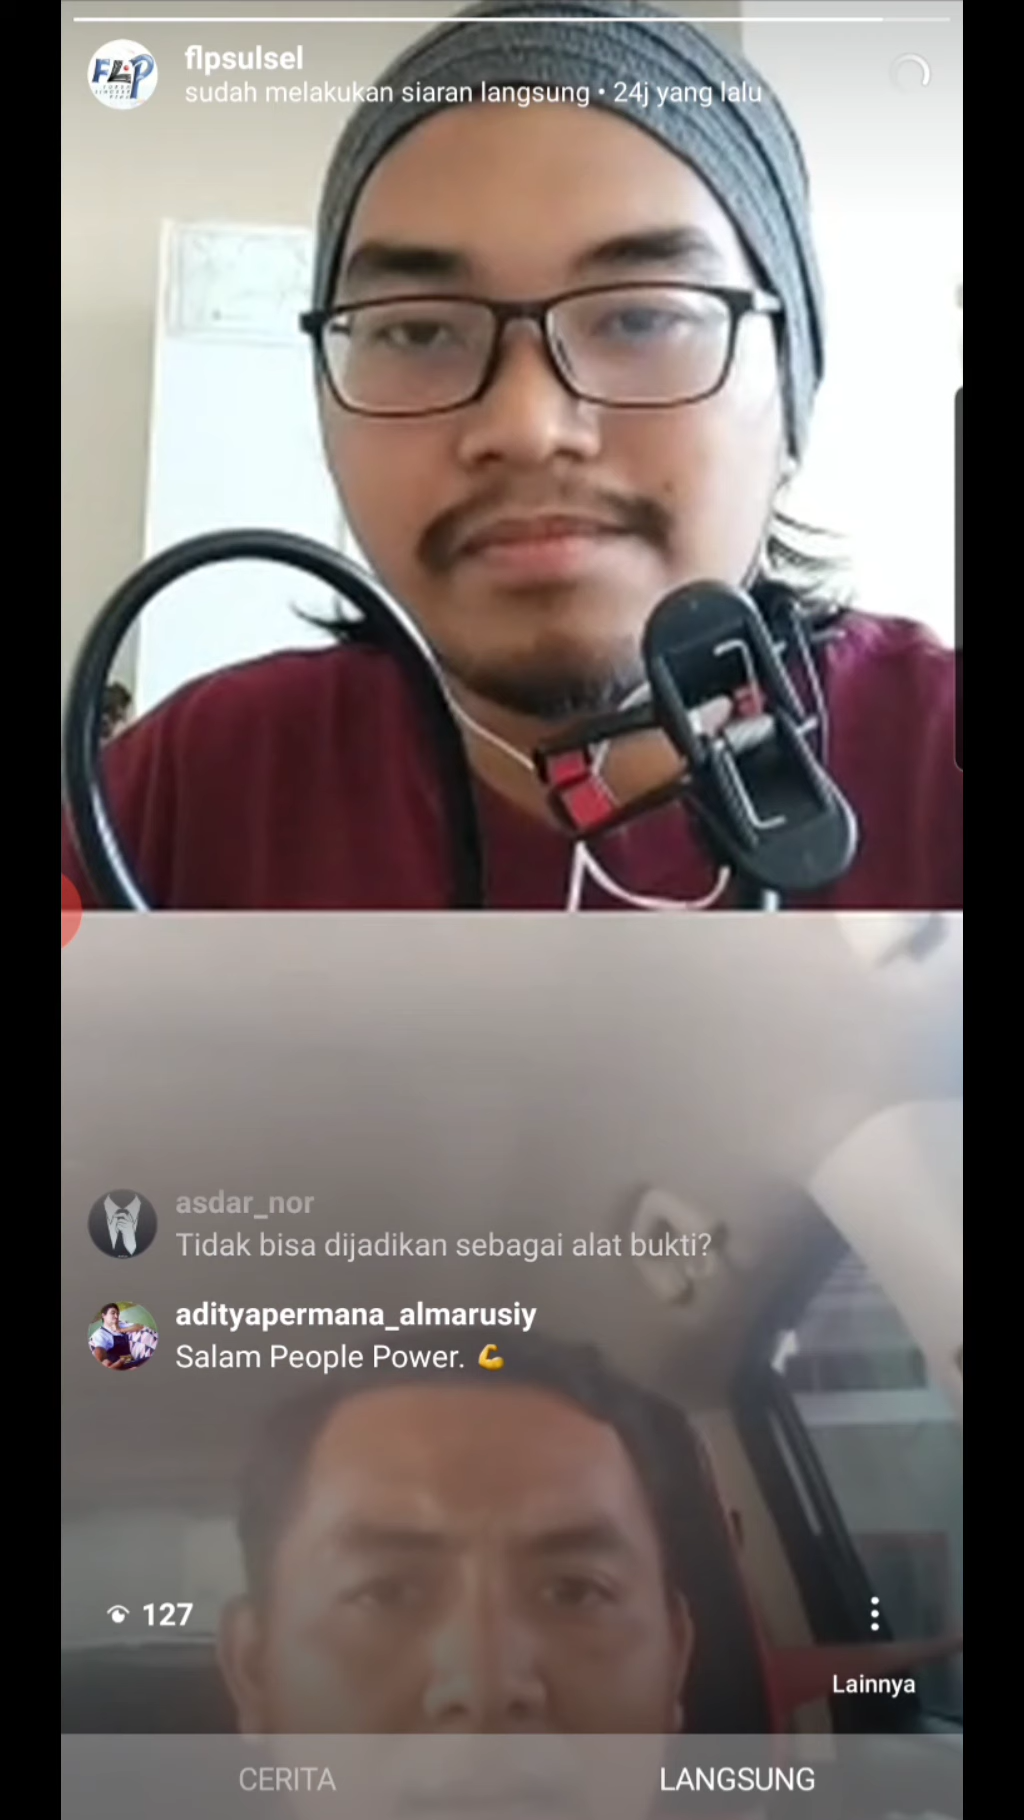 FLP
flpsulsel
sudah melakukan siaran langsung • 24j yang lalu
asdar_nor
Tidak bisa dijadikan sebagai alat bukti?
adityapermana_almarusiy
Salam People Power. 💪
127
Lainnya
CERITA
LANGSUNG